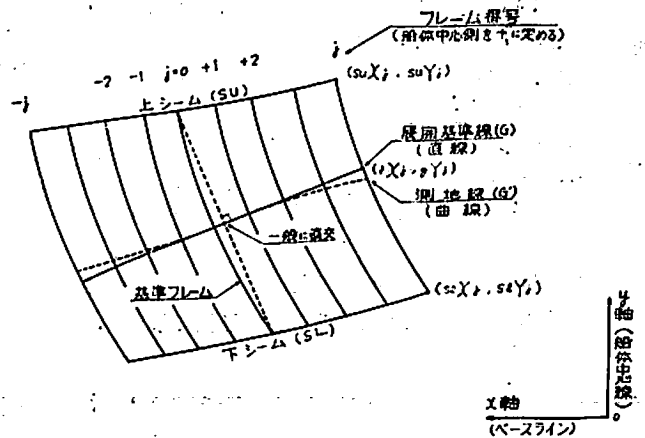 フレーム番号
(船体中心側を+に定める)
-j
-2 -1 j=0 +1 +2
j
上シーム(SU)
(suXj, suYj)
展開基準線(G)
(直線)
(gXj, gYj)
測地線(G')
(曲線)
一般に直交
基準フレーム
(slXj, slYj)
下シーム(SL)
y軸(船体中心線)
X軸
(ベースライン)
0